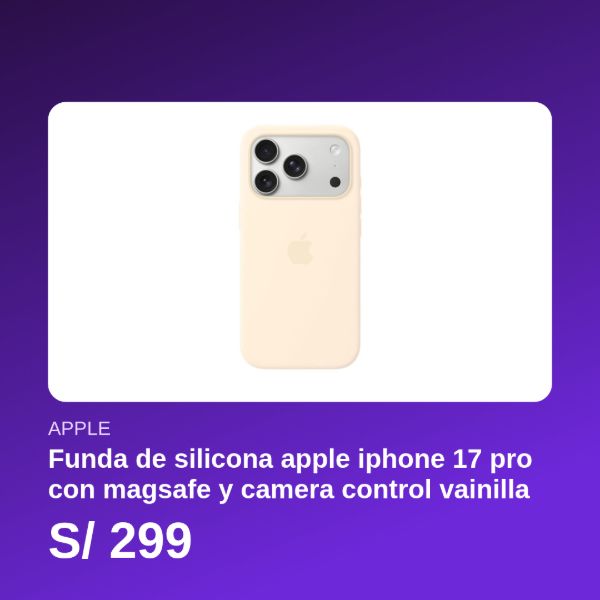 APPLE
Funda de silicona apple iphone 17 pro
con magsafe y camera control vainilla
S/ 299